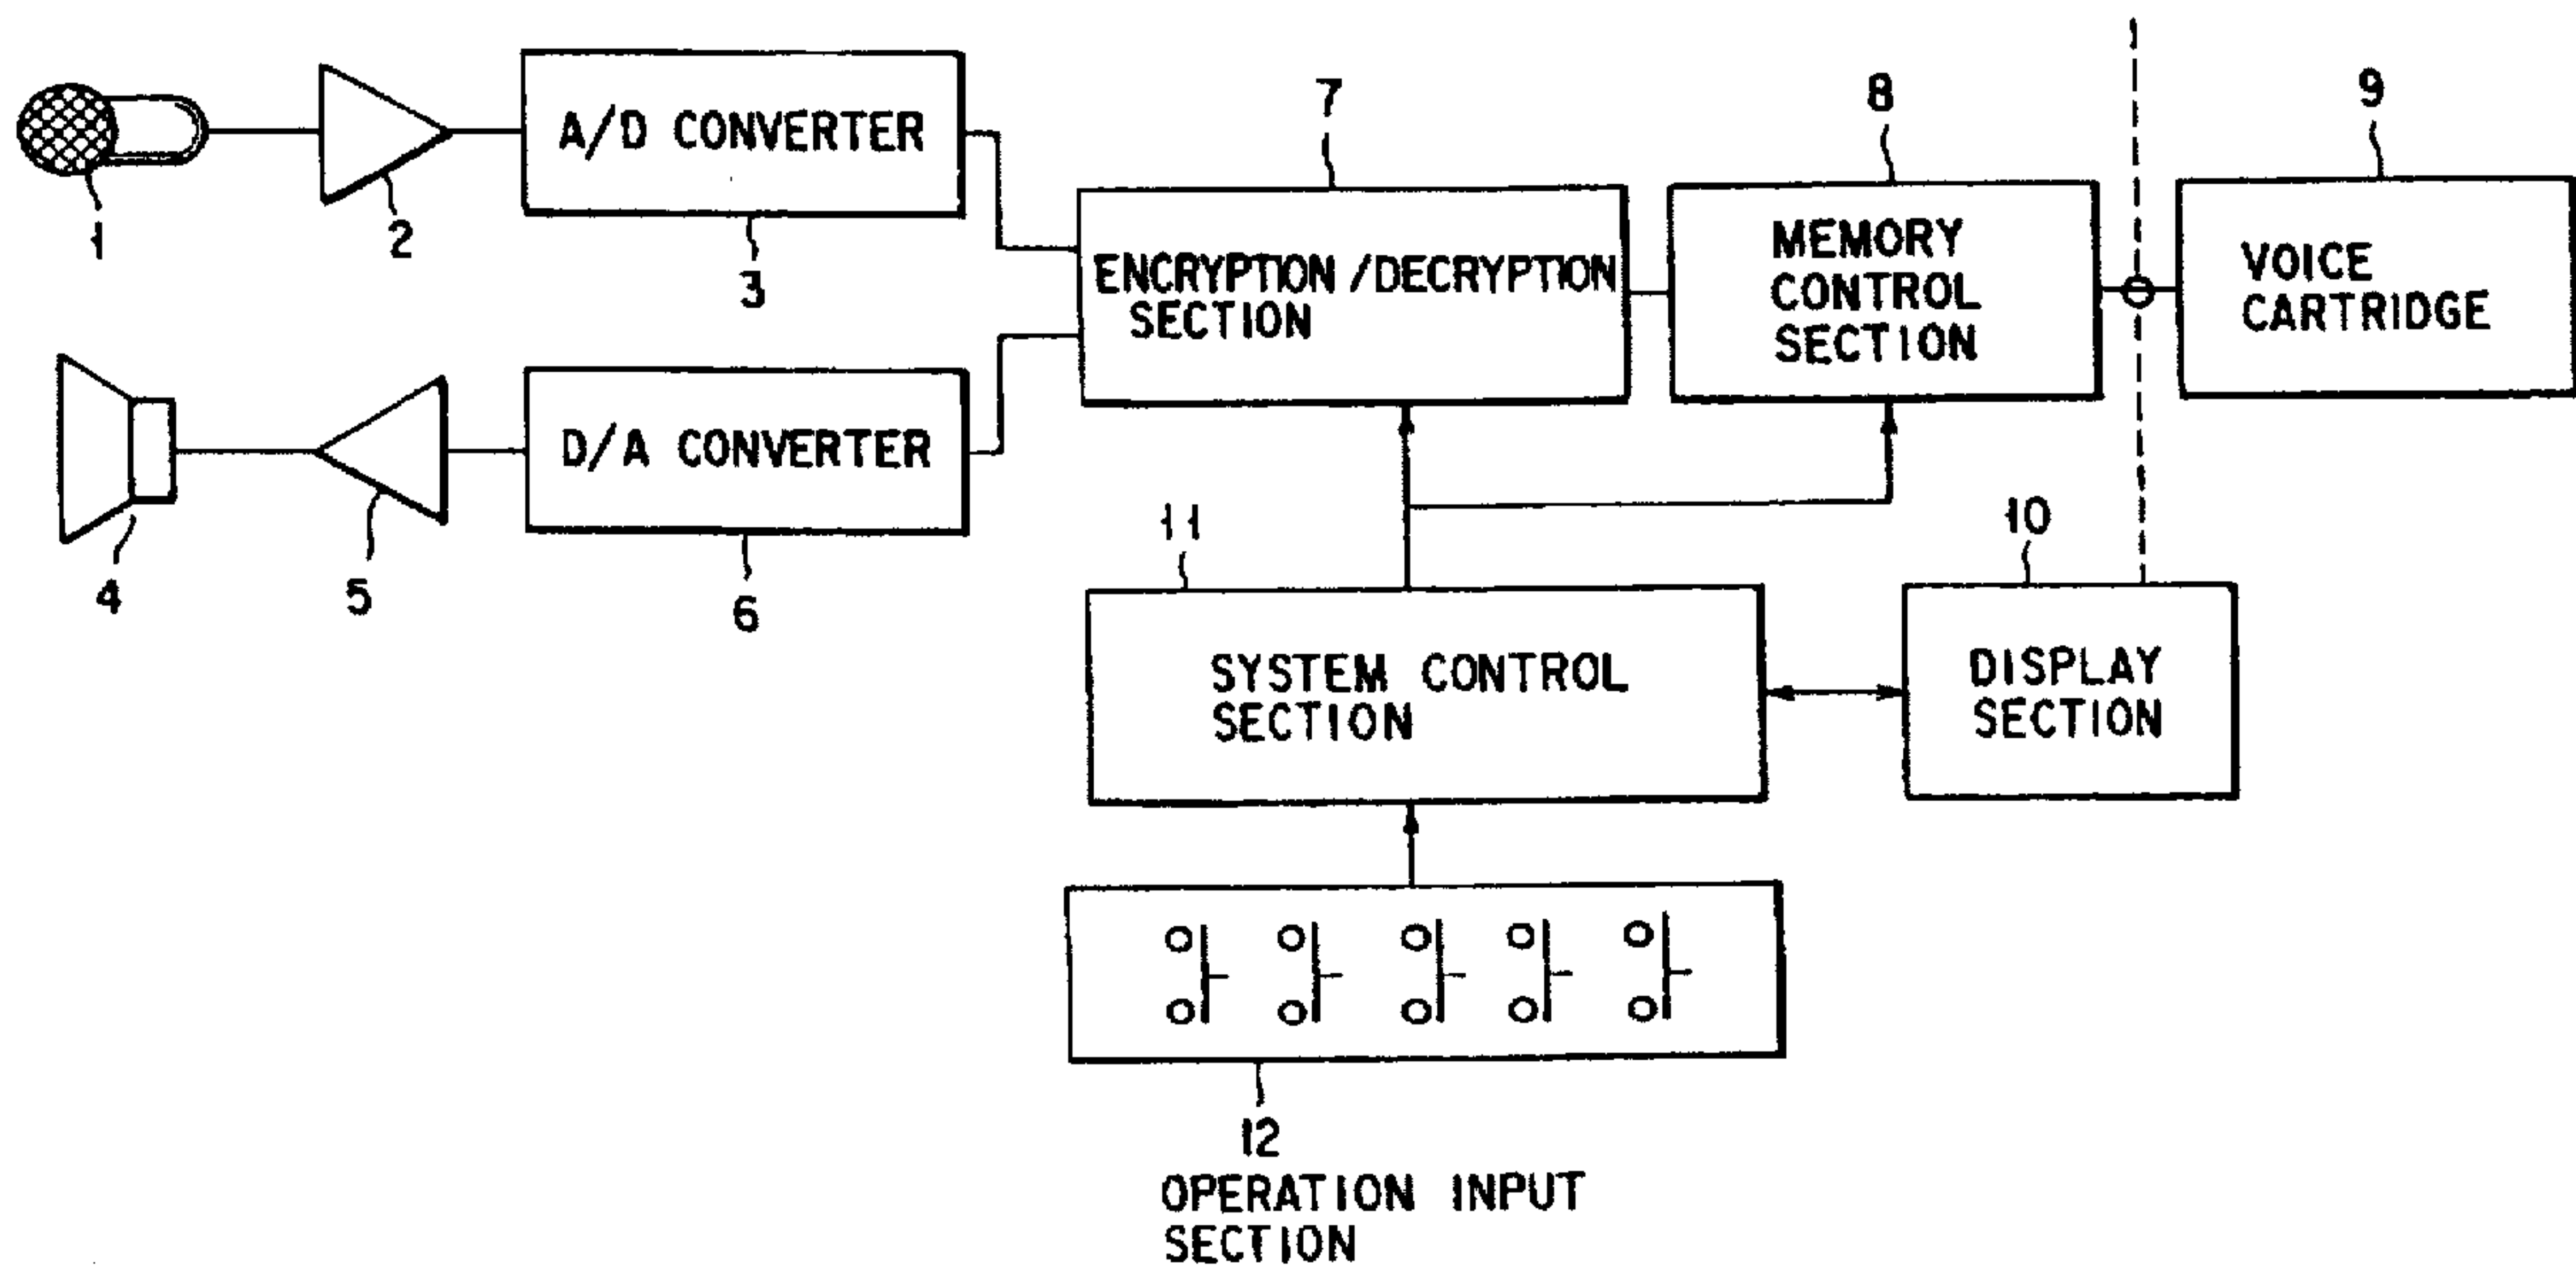 A/D CONVERTER
1
2
3
7
8
9
ENCRYPTION/DECRYPTION
SECTION
MEMORY
CONTROL
SECTION
VOICE
CARTRIDGE
D/A CONVERTER
4
5
6
11
10
SYSTEM CONTROL
SECTION
DISPLAY
SECTION
12
OPERATION INPUT
SECTION